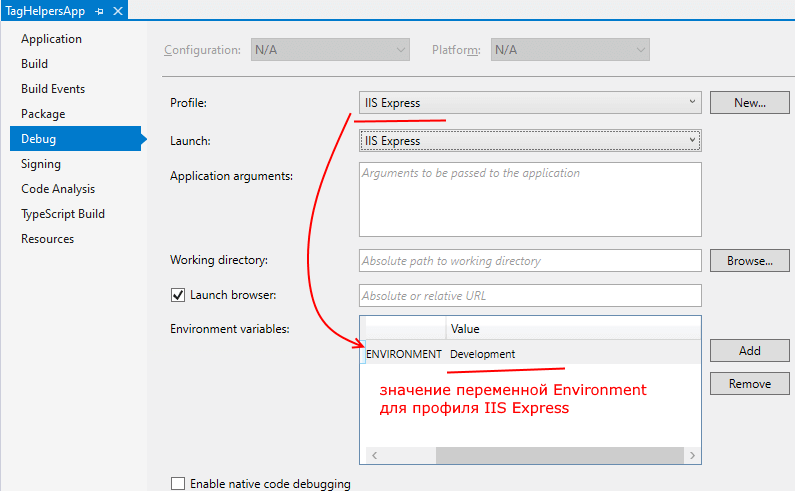 TagHelpersApp
Application
Build
Build Events
Package
Debug
Signing
Code Analysis
TypeScript Build
Resources
Configuration: N/A Platform: N/A
Profile: IIS Express New...
Launch: IIS Express
Application arguments: Arguments to be passed to the application
Working directory: Absolute path to working directory Browse...
Launch browser: Absolute or relative URL
Environment variables: Value
ENVIRONMENT Development Add
Remove
значение переменной Environment
для профиля IIS Express
Enable native code debugging